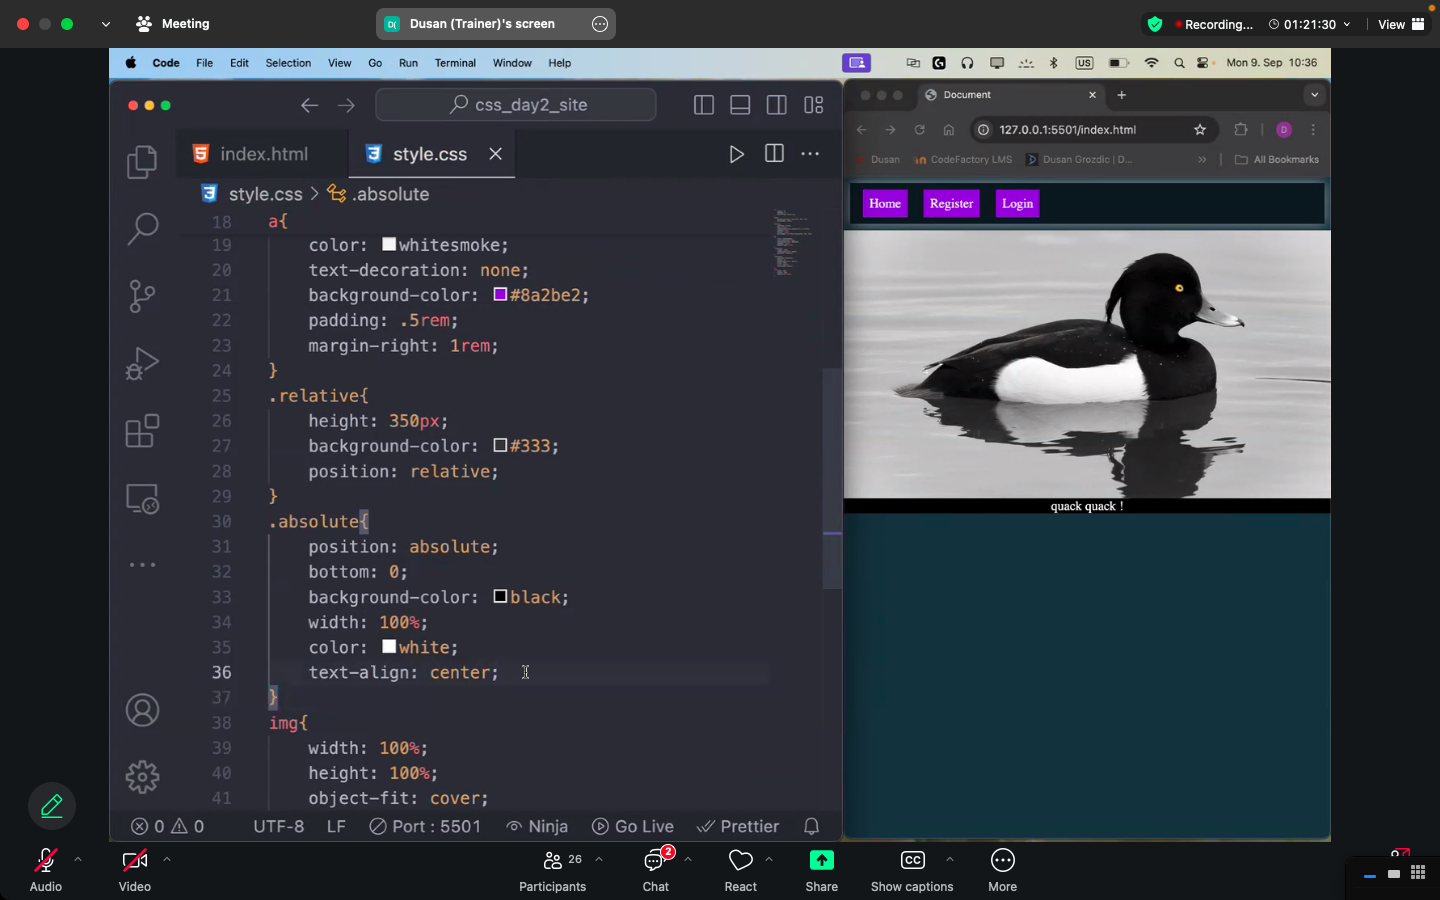 Meeting
D( Dusan (Trainer)'s screen
Recording...
01:21:30
View
Code File Edit Selection View Go Run Terminal Window Help
US
Mon 9. Sep 10:36
css_day2_site
index.html
style.css
style.css > .absolute
18 a{
19 color: whitesmoke;
20 text-decoration: none;
21 background-color: #8a2be2;
22 padding: .5rem;
23 margin-right: 1rem;
24 }
25 .relative{
26 height: 350px;
27 background-color: #333;
28 position: relative;
29 }
30 .absolute{
31 position: absolute;
32 bottom: 0;
33 background-color: black;
34 width: 100%;
35 color: white;
36 text-align: center;
37 }
38 img{
39 width: 100%;
40 height: 100%;
41 object-fit: cover;
0 0 UTF-8 LF Port : 5501 Ninja Go Live Prettier
Document
127.0.0.1:5501/index.html
D
Dusan
CodeFactory LMS
Dusan Grozdic | D...
All Bookmarks
Home Register Login
quack quack !
Audio
Video
26
Participants
2
Chat
React
Share
CC
Show captions
More